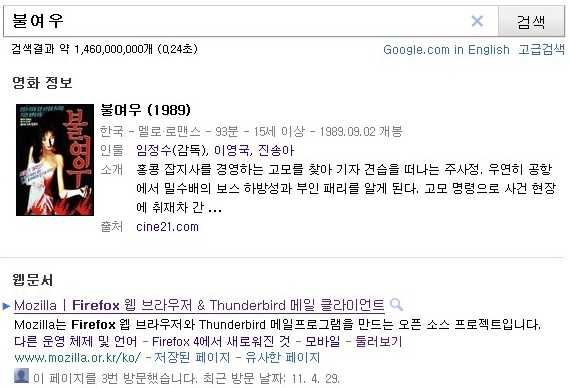 불여우
검색
검색결과 약 1,460,000,000개 (0.24초)
Google.com in English 고급검색
영화 정보
불여우
불여우 (1989)
한국 - 멜로·로맨스 - 93분 - 15세 이상 - 1989.09.02 개봉
인물 임정수(감독), 이영국, 진송아
소개 홍콩 잡지사를 경영하는 고모를 찾아 기자 견습을 떠나는 주사정. 우연히 공항
에서 밀수배의 보스 하방성과 부인 패리를 알게 된다. 고모 명령으로 사건 현장
에 취재차 간 ...
출처 cine21.com
웹문서
Mozilla | Firefox 웹 브라우저 & Thunderbird 메일 클라이언트
Mozilla는 Firefox 웹 브라우저와 Thunderbird 메일프로그램을 만드는 오픈 소스 프로젝트입니다.
다른 운영 체제 및 언어 - Firefox 4에서 새로워진 것 - 모바일 - 둘러보기
www.mozilla.or.kr/ko/ - 저장된 페이지 - 유사한 페이지
이 페이지를 3번 방문했습니다. 최근 방문 날짜: 11. 4. 29.